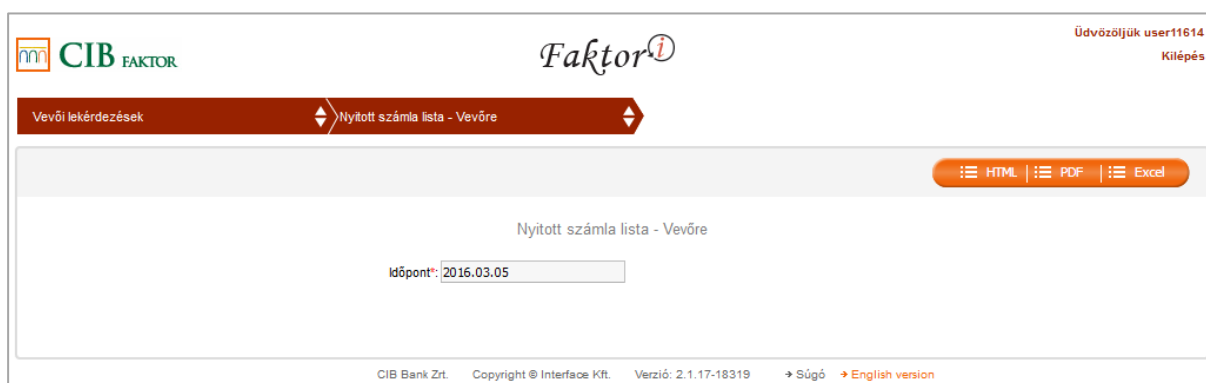 CIB FAKTOR
Faktor i
Üdvözöljük user11614
Kilépés
Vevői lekérdezések
Nyitott számla lista - Vevőre
HTML | PDF | Excel
Nyitott számla lista - Vevőre
Időpont*: 2016.03.05
CIB Bank Zrt. Copyright © Interface Kft. Verzió: 2.1.17-18319 Súgó English version